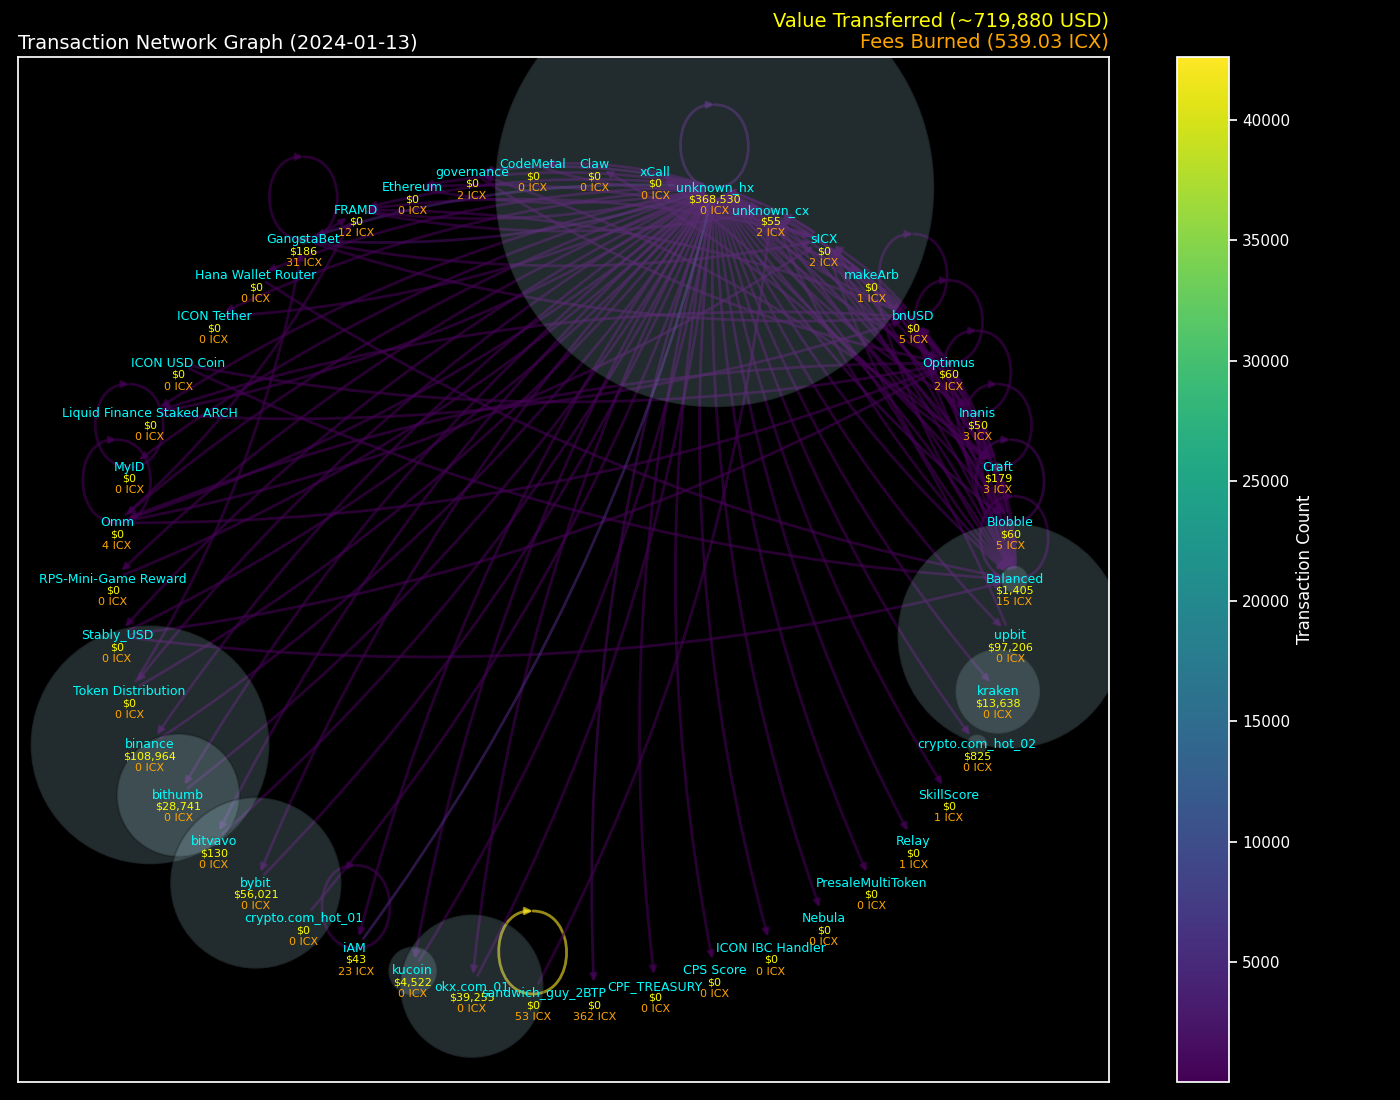 Value Transferred (~719,880 USD)
Transaction Network Graph (2024-01-13)
Fees Burned (539.03 ICX)
CodeMetal
$0
0 ICX
Claw
$0
0 ICX
xCall
$0
0 ICX
governance
$0
2 ICX
Ethereum
$0
0 ICX
unknown_hx
$368,530
0 ICX
unknown_cx
$55
2 ICX
FRAMD
$0
12 ICX
GangstaBet
$186
31 ICX
sICX
$0
2 ICX
Hana Wallet Router
$0
0 ICX
makeArb
$0
1 ICX
ICON Tether
$0
0 ICX
bnUSD
$0
5 ICX
ICON USD Coin
$0
0 ICX
Optimus
$60
2 ICX
Liquid Finance Staked ARCH
$0
0 ICX
Inanis
$50
3 ICX
MyID
$0
0 ICX
Craft
$179
3 ICX
Omm
$0
4 ICX
Blobble
$60
5 ICX
RPS-Mini-Game Reward
$0
0 ICX
Balanced
$1,405
15 ICX
Stably_USD
$0
0 ICX
upbit
$97,206
0 ICX
Token Distribution
$0
0 ICX
kraken
$13,638
0 ICX
binance
$108,964
0 ICX
crypto.com_hot_02
$825
0 ICX
bithumb
$28,741
0 ICX
SkillScore
$0
1 ICX
bitvavo
$130
0 ICX
Relay
$0
1 ICX
bybit
$56,021
0 ICX
PresaleMultiToken
$0
0 ICX
crypto.com_hot_01
$0
0 ICX
Nebula
$0
0 ICX
iAM
$43
23 ICX
ICON IBC Handler
$0
0 ICX
kucoin
$4,522
0 ICX
CPS Score
$0
0 ICX
okx.com_01
$39,255
0 ICX
sandwich_guy_2BTP
$0
53 ICX
$0
362 ICX
CPF_TREASURY
$0
0 ICX
40000
35000
30000
25000
20000
15000
10000
5000
Transaction Count